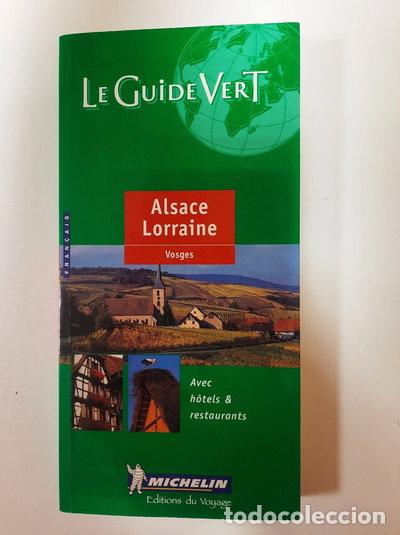 LE GUIDE VERT
FRANÇAIS
Alsace
Lorraine
Vosges
Avec
hôtels &
restaurants
MICHELIN
Editions du Voyage
todocoleccion